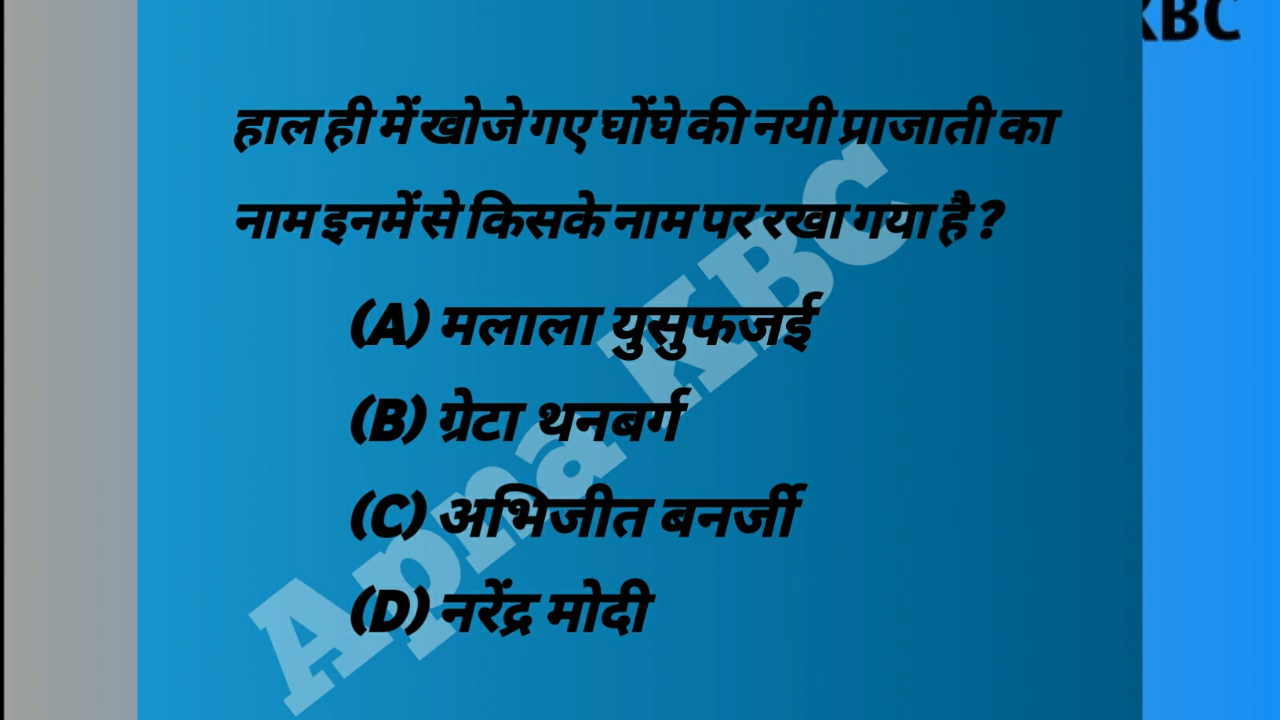 KBC
हाल ही में खोजे गए घोंघे की नयी प्राजाती का
नाम इनमें से किसके नाम पर रखा गया है ?
(A) मलाला युसुफजई
(B) ग्रेटा थनबर्ग
(C) अभिजीत बनर्जी
(D) नरेंद्र मोदी
Apna KBC